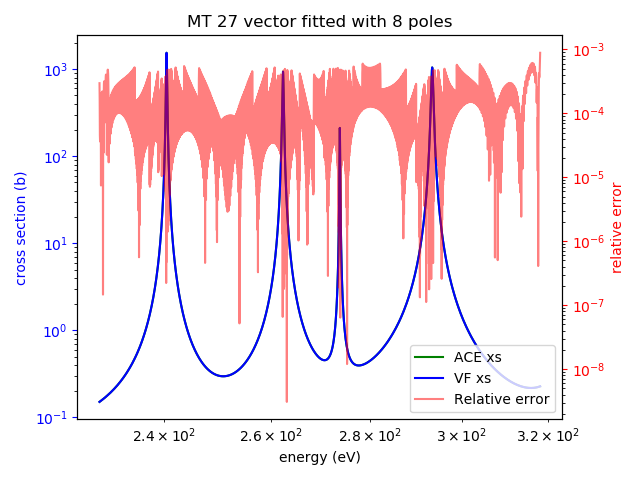 MT 27 vector fitted with 8 poles
10³
10²
10¹
10⁰
10⁻¹
cross section (b)
10⁻³
10⁻⁴
10⁻⁵
10⁻⁶
10⁻⁷
10⁻⁸
relative error
ACE xs
VF xs
Relative error
2.4 × 10² 2.6 × 10² 2.8 × 10² 3 × 10² 3.2 × 10²
energy (eV)